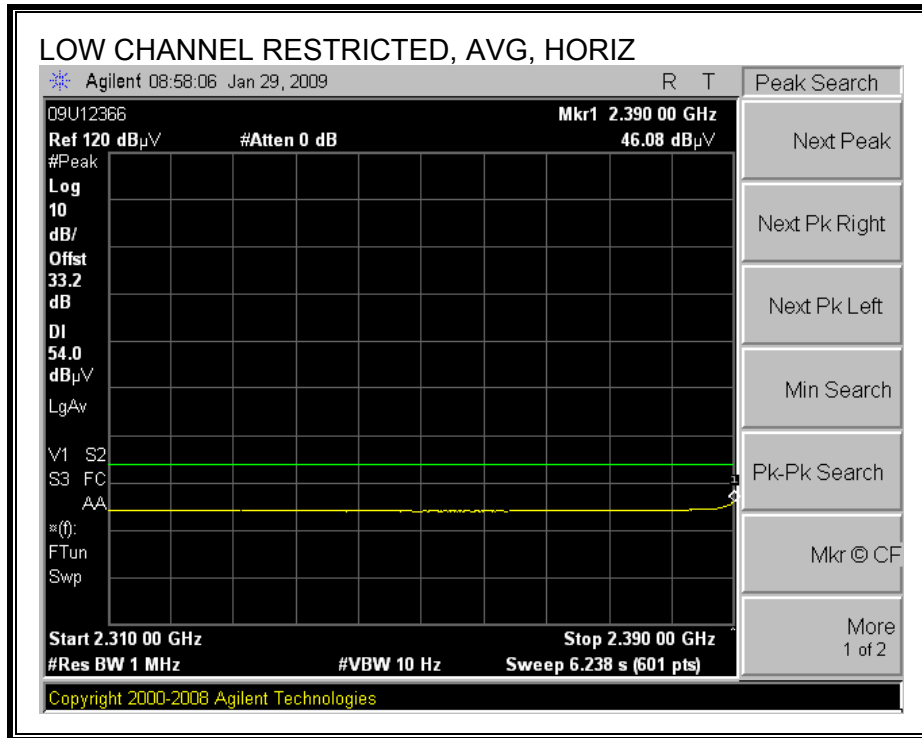 LOW CHANNEL RESTRICTED, AVG, HORIZ
Agilent 08:58:06 Jan 29, 2009 R T
Peak Search
09U12366 Mkr1 2.390 00 GHz
Ref 120 dBµV #Atten 0 dB 46.08 dBµV
#Peak
Log
10
dB/
Offst
33.2
dB
DI
54.0
dBµV
LgAv
V1 S2
S3 FC
AA
¤(f):
FTun
Swp
1
Start 2.310 00 GHz Stop 2.390 00 GHz
#Res BW 1 MHz #VBW 10 Hz Sweep 6.238 s (601 pts)
Copyright 2000-2008 Agilent Technologies
Next Peak
Next Pk Right
Next Pk Left
Min Search
Pk-Pk Search
Mkr © CF
More
1 of 2